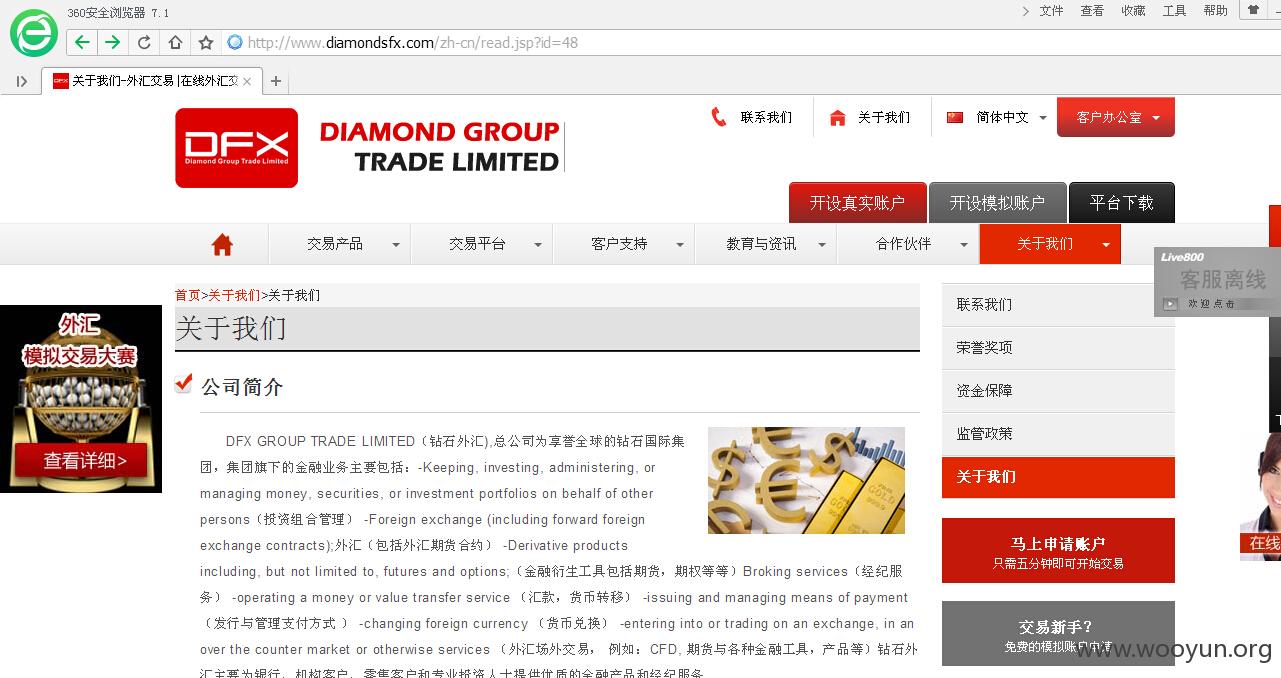 360安全浏览器 7.1
文件 查看 收藏 工具 帮助
http://www.diamondsfx.com/zh-cn/read.jsp?id=48
关于我们-外汇交易 |在线外汇交
DFX
Diamond Group Trade Limited
DIAMOND GROUP
TRADE LIMITED
联系我们 关于我们 简体中文 客户办公室
开设真实账户 开设模拟账户 平台下载
交易产品 交易平台 客户支持 教育与资讯 合作伙伴 关于我们
Live800
客服离线
欢迎点击
外汇
模拟交易大赛
查看详细>
首页>关于我们>关于我们
关于我们
公司简介
DFX GROUP TRADE LIMITED（钻石外汇),总公司为享誉全球的钻石国际集
团，集团旗下的金融业务主要包括：-Keeping, investing, administering, or
managing money, securities, or investment portfolios on behalf of other
persons（投资组合管理） -Foreign exchange (including forward foreign
exchange contracts);外汇（包括外汇期货合约） -Derivative products
including, but not limited to, futures and options;（金融衍生工具包括期货，期权等等）Broking services（经纪服
务） -operating a money or value transfer service （汇款，货币转移） -issuing and managing means of payment
（发行与管理支付方式 ） -changing foreign currency （货币兑换） -entering into or trading on an exchange, in an
over the counter market or otherwise services （外汇场外交易， 例如：CFD, 期货与各种金融工具，产品等）钻石外
汇主要为银行、机构客户、零售客户和专业投资人士提供优质的金融产品和经纪服务
GOLD
联系我们
荣誉奖项
资金保障
监管政策
关于我们
马上申请账户
只需五分钟即可开始交易
交易新手？
免费的模拟账户申请
在线
www.wooyun.org